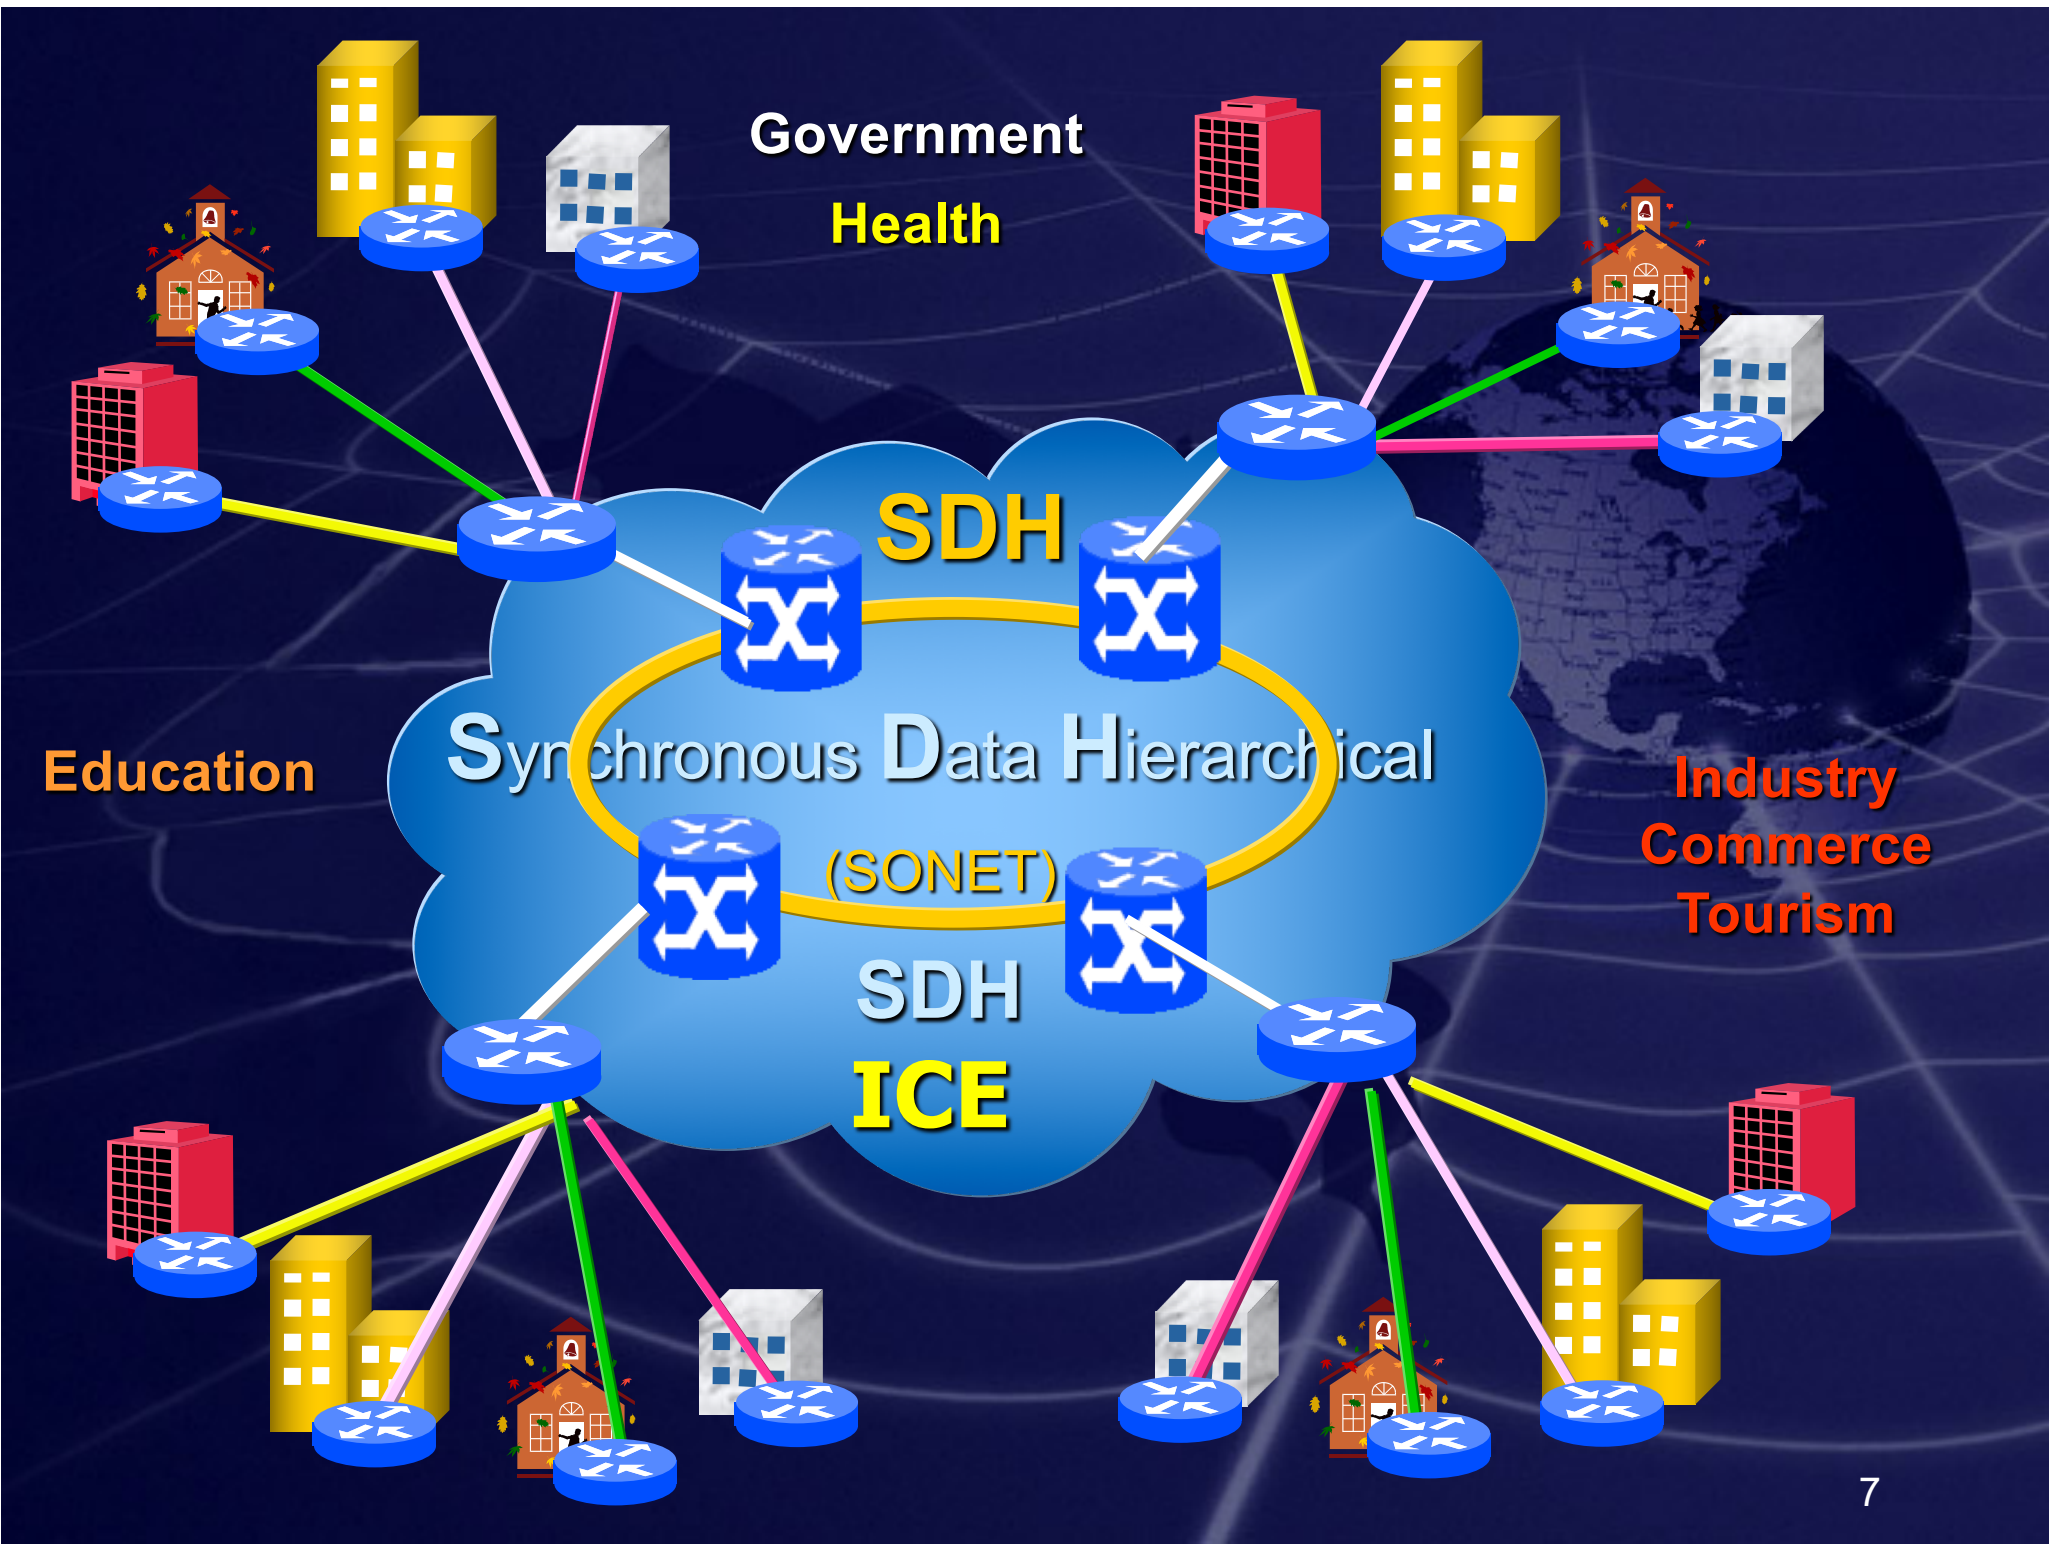 Government
Health
SDH
Synchronous Data Hierarchical
Education
Industry
Commerce
Tourism
(SONET)
SDH
ICE
7